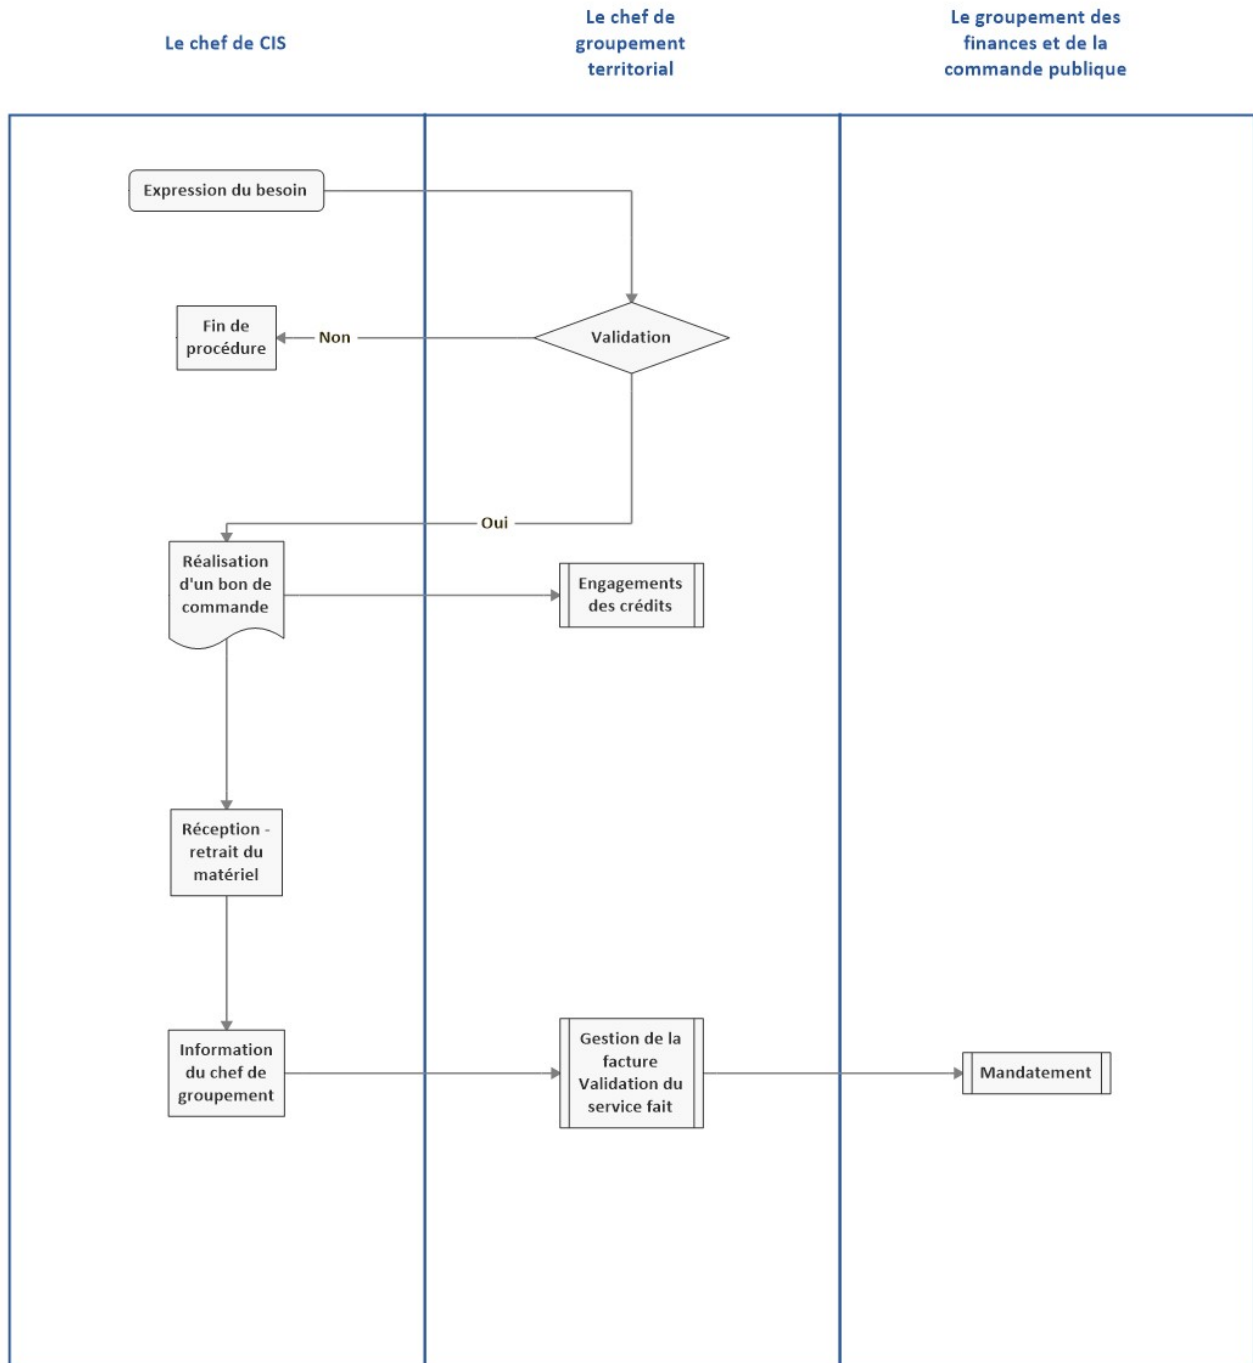 Le chef de CIS
Le chef de
groupement
territorial
Le groupement des
finances et de la
commande publique
Expression du besoin
Validation
Non
Fin de
procédure
Oui
Réalisation
d'un bon de
commande
Engagements
des crédits
Réception -
retrait du
matériel
Information
du chef de
groupement
Gestion de la
facture
Validation du
service fait
Mandatement